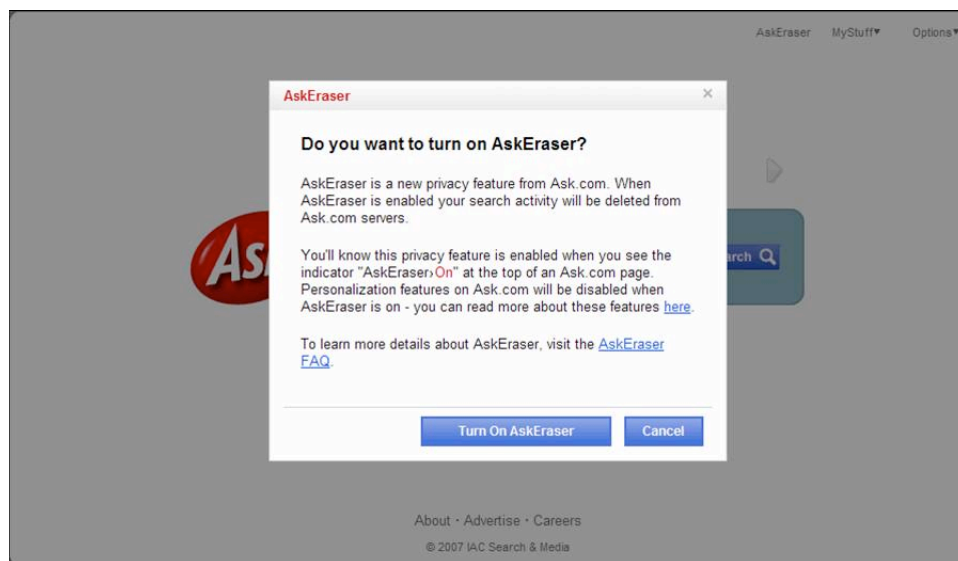 AskEraser MyStuff▼ Options▼
AskEraser ×
Do you want to turn on AskEraser?
AskEraser is a new privacy feature from Ask.com. When
AskEraser is enabled your search activity will be deleted from
Ask.com servers.
You'll know this privacy feature is enabled when you see the
indicator "AskEraser›On" at the top of an Ask.com page.
Personalization features on Ask.com will be disabled when
AskEraser is on - you can read more about these features here.
To learn more details about AskEraser, visit the AskEraser
FAQ.
Turn On AskEraser Cancel
As
arch
About · Advertise · Careers
© 2007 IAC Search & Media